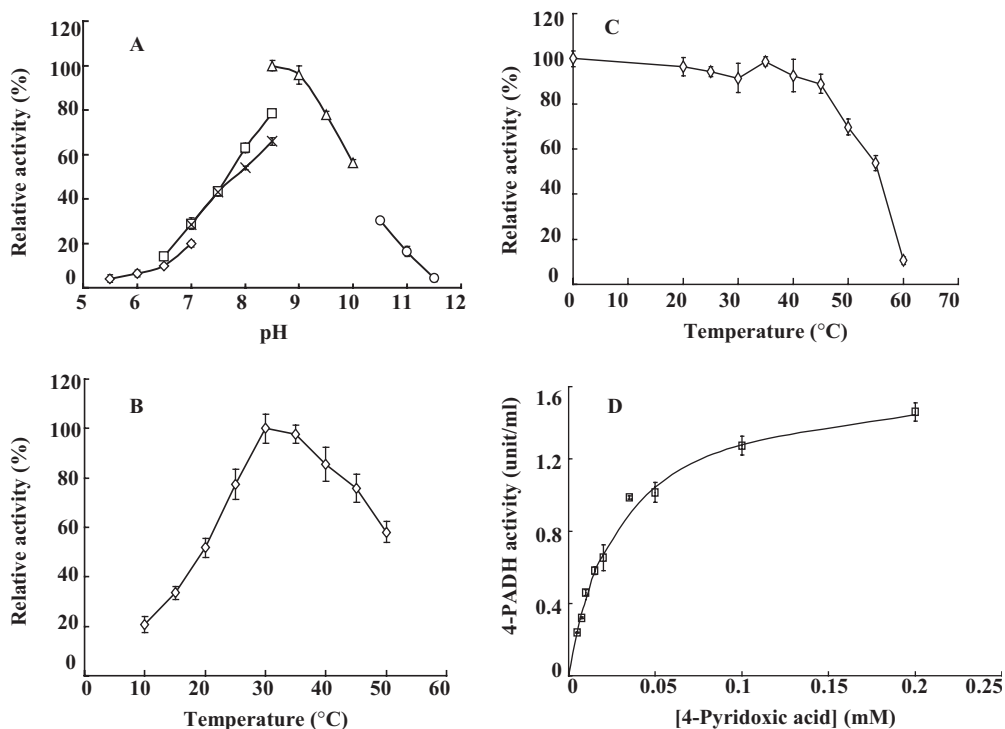 A
Relative activity (%)
120
100
80
60
40
20
0
5 6 7 8 9 10 11 12
pH
C
Relative activity (%)
120
100
80
60
40
20
0
0 10 20 30 40 50 60 70
Temperature (°C)
B
Relative activity (%)
120
100
80
60
40
20
0
0 10 20 30 40 50 60
Temperature (°C)
D
4-PADH activity (unit/ml)
1.6
1.2
0.8
0.4
0
0 0.05 0.1 0.15 0.2 0.25
[4-Pyridoxic acid] (mM)